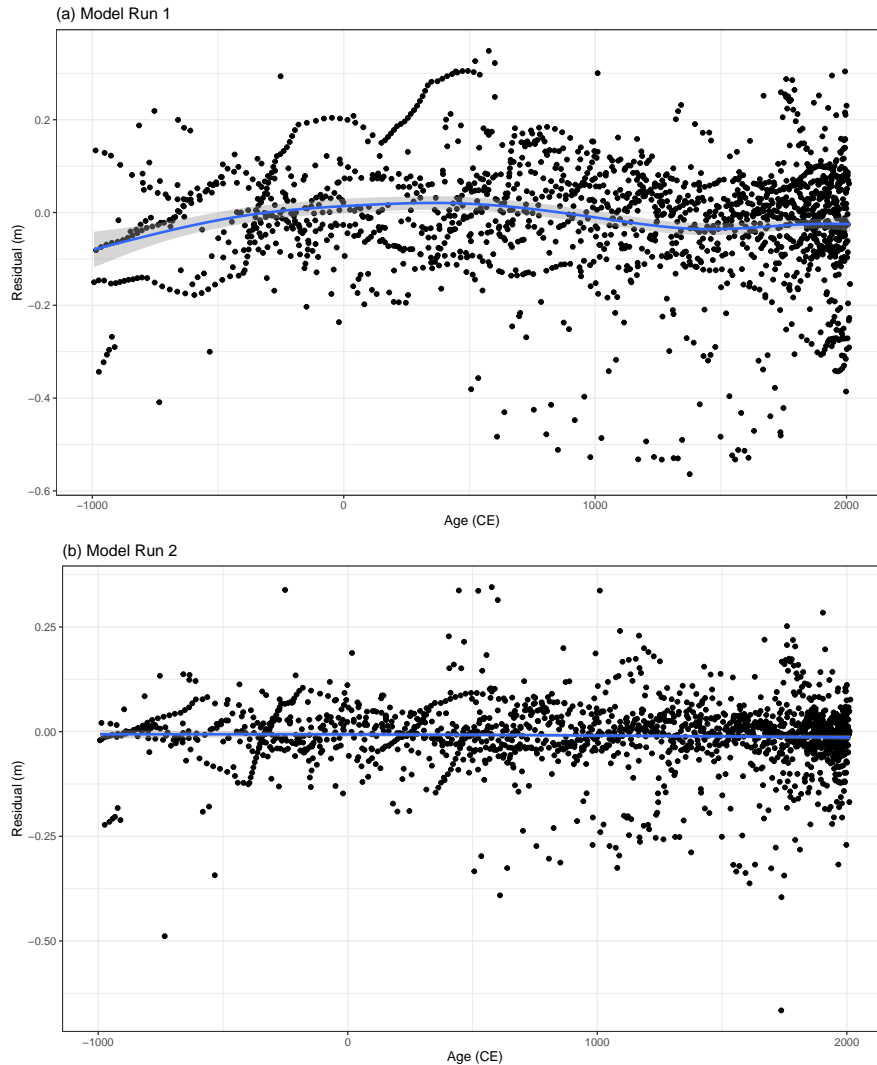 (a) Model Run 1
0.2
0.0
−0.2
−0.4
−0.6
Residual (m)
−1000 0 1000 2000
Age (CE)
(b) Model Run 2
0.25
0.00
−0.25
−0.50
Residual (m)
−1000 0 1000 2000
Age (CE)